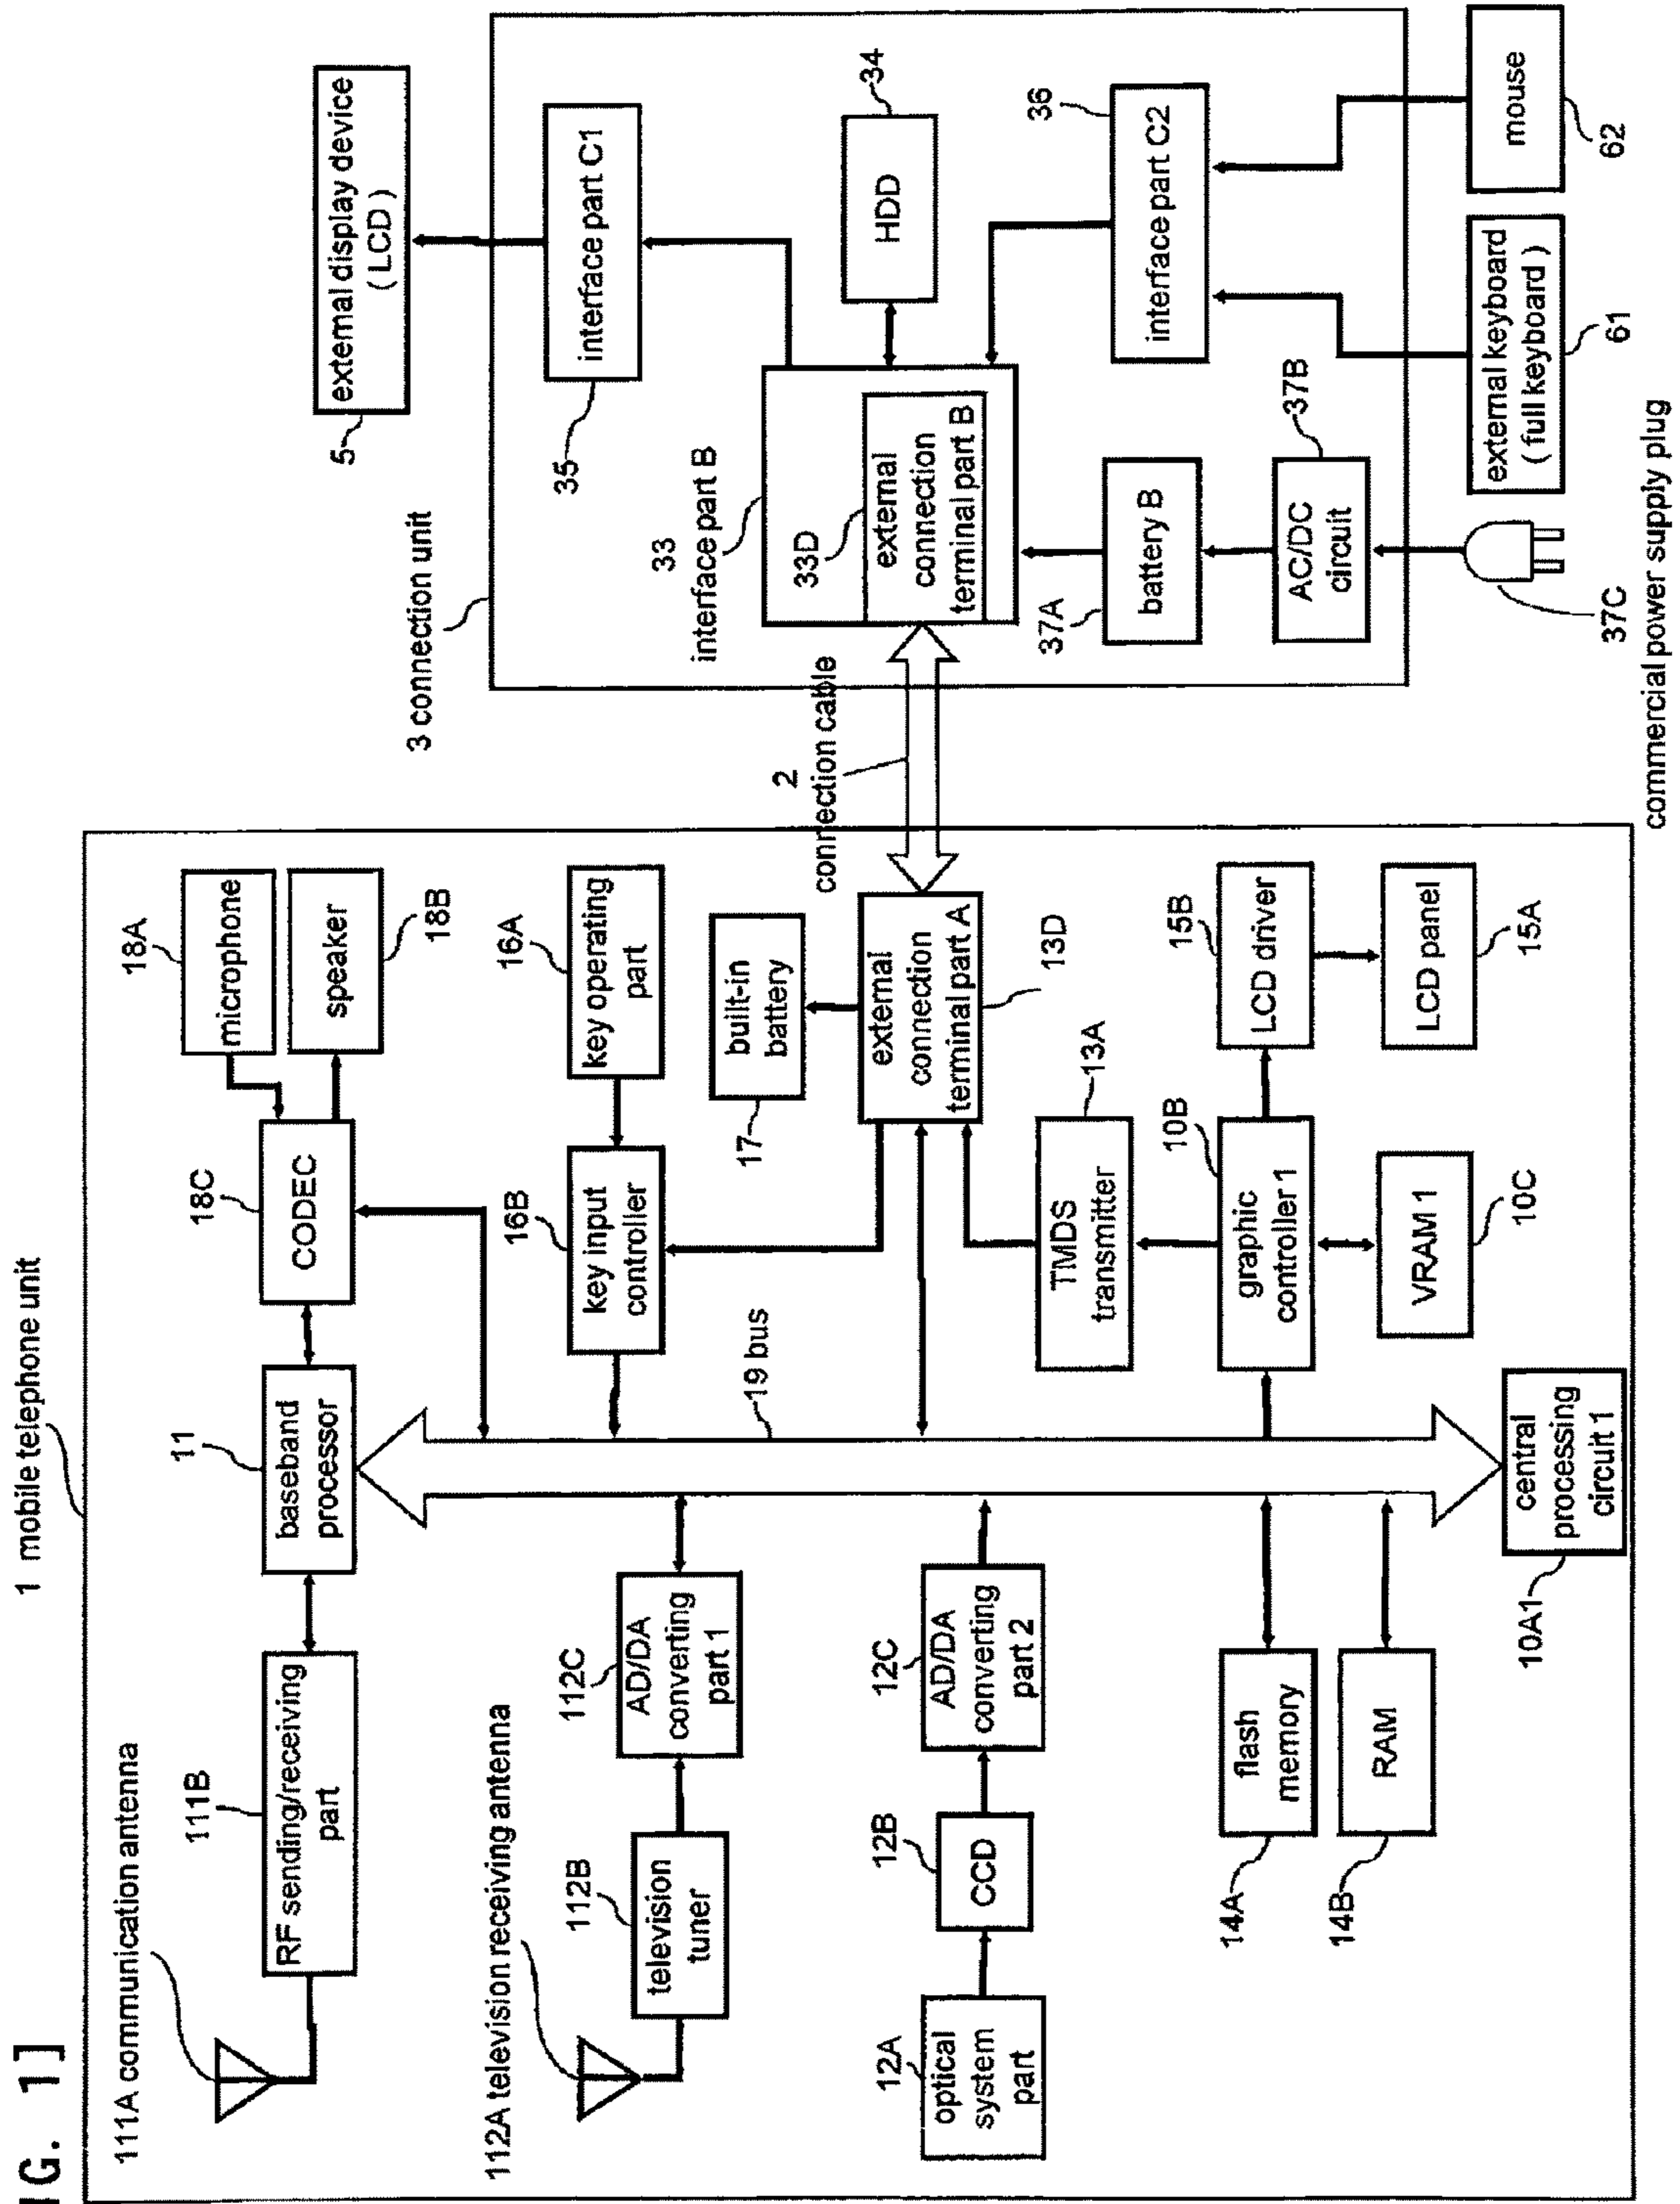 IG. 1]
1 mobile telephone unit
111A communication antenna
111B
RF sending/receiving
part
11
baseband
processor
18C
CODEC
18A
microphone
speaker
18B
112A television receiving antenna
112B
television
tuner
112C
AD/DA
converting
part 1
16B
key input
controller
16A
key operating
part
19 bus
17
built-in
battery
12A
optical
system
part
12B
CCD
12C
AD/DA
converting
part 2
external
connection
terminal part A
13D
TMDS
transmitter
13A
14A
flash
memory
14B
RAM
10B
graphic
controller 1
15B
LCD driver
LCD panel
15A
VRAM 1
10C
10A1
central
processing
circuit 1
2
connection cable
3 connection unit
5
external display device
( LCD )
35
interface part C1
33
interface part B
33D
external
connection
terminal part B
HDD
34
36
interface part C2
37A
battery B
37B
AC/DC
circuit
37C
commercial power supply plug
external keyboard
( full keyboard )
61
mouse
62